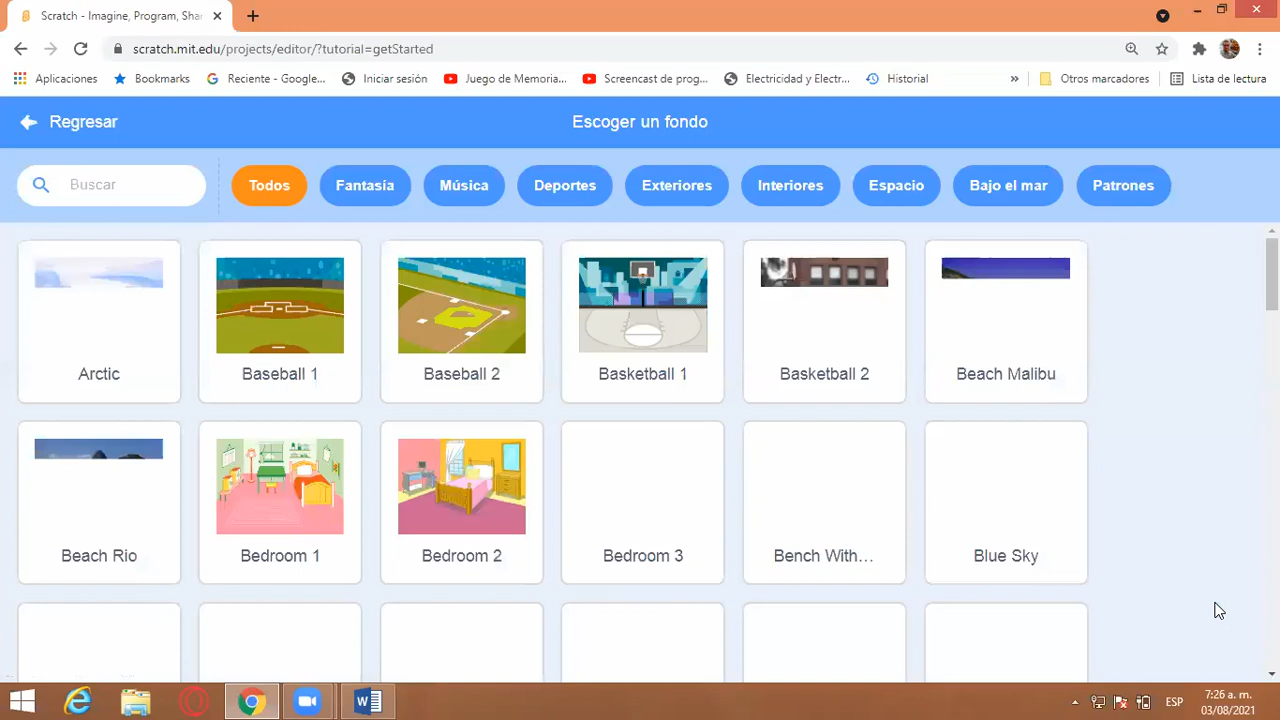 Scratch - Imagine, Program, Shar
scratch.mit.edu/projects/editor/?tutorial=getStarted
Aplicaciones Bookmarks Reciente - Google... Iniciar sesión Juego de Memoria... Screencast de prog... Electricidad y Electr... Historial » Otros marcadores Lista de lectura
Regresar Escoger un fondo
Buscar Todos Fantasía Música Deportes Exteriores Interiores Espacio Bajo el mar Patrones
Arctic Baseball 1 Baseball 2 Basketball 1 Basketball 2 Beach Malibu
Beach Rio Bedroom 1 Bedroom 2 Bedroom 3 Bench With... Blue Sky
ESP 7:26 a. m.
03/08/2021